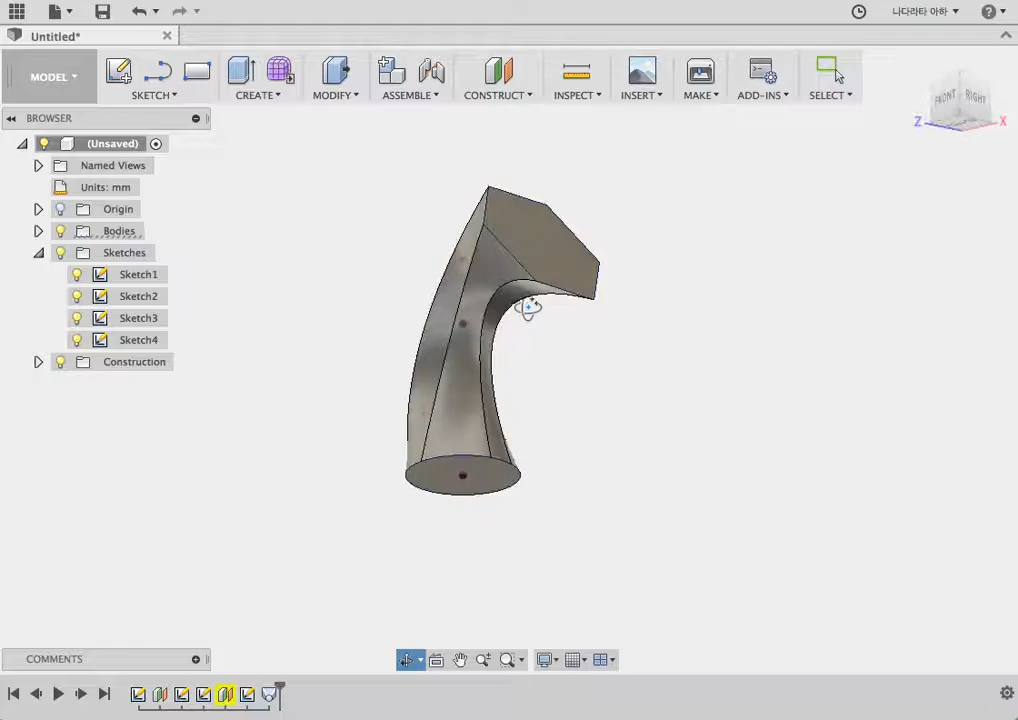 나다라타 아하
Untitled*
MODEL
SKETCH
CREATE
MODIFY
ASSEMBLE
CONSTRUCT
INSPECT
INSERT
MAKE
ADD-INS
SELECT
BROWSER
(Unsaved)
Named Views
Units: mm
Origin
Bodies
Sketches
Sketch1
Sketch2
Sketch3
Sketch4
Construction
FRONT
RIGHT
Z
X
COMMENTS